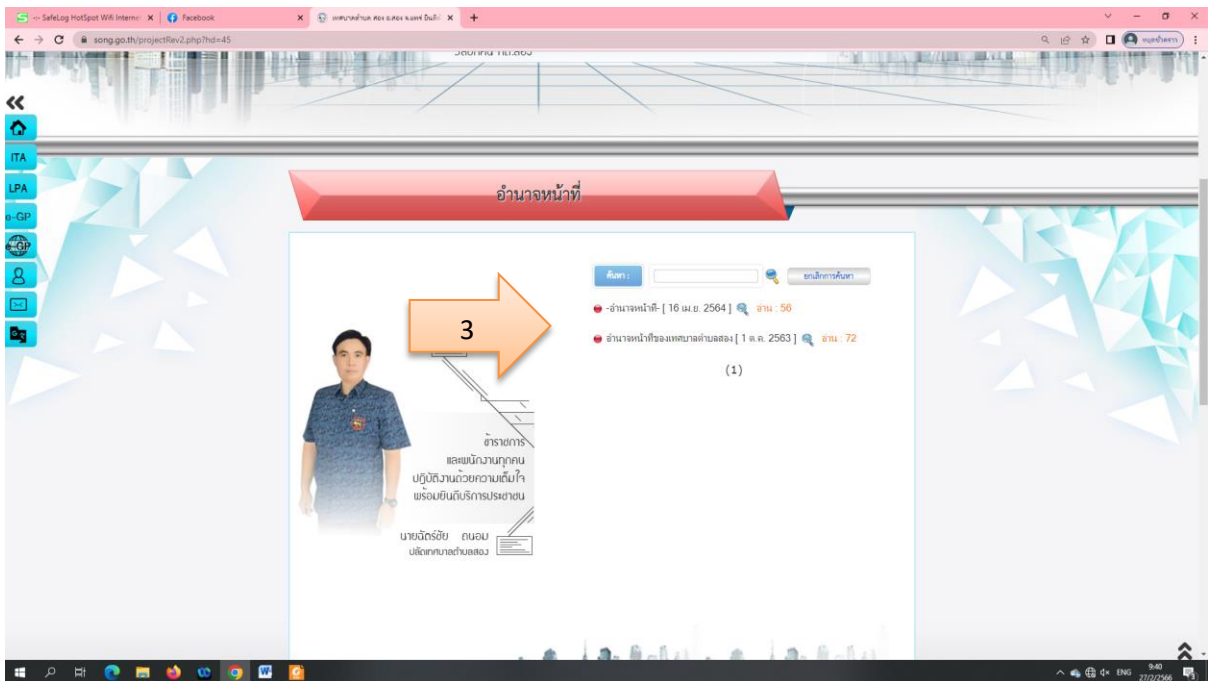 -:- SafeLog HotSpot Wifi Interne
Facebook
song.go.th/projectRev2.php?hd=45
ITA
LPA
e-GP
e-GP
อำนาจหน้าที่
ค้นหา :
ยกเลิกการค้นหา
-อำนาจหน้าที่- [ 16 เม.ย. 2564 ] อ่าน : 56
อำนาจหน้าที่ของเทศบาลตำบลสอง [ 1 ต.ค. 2563 ] อ่าน : 72
(1)
3
ข้าราชการ
และพนักงานทุกคน
ปฏิบัติงานด้วยความเต็มใจ
พร้อมยินดีบริการประชาชน
นายฉัตร์ชัย ถนอม
ปลัดเทศบาลตำบลสอง
ENG
9:40
27/2/2566